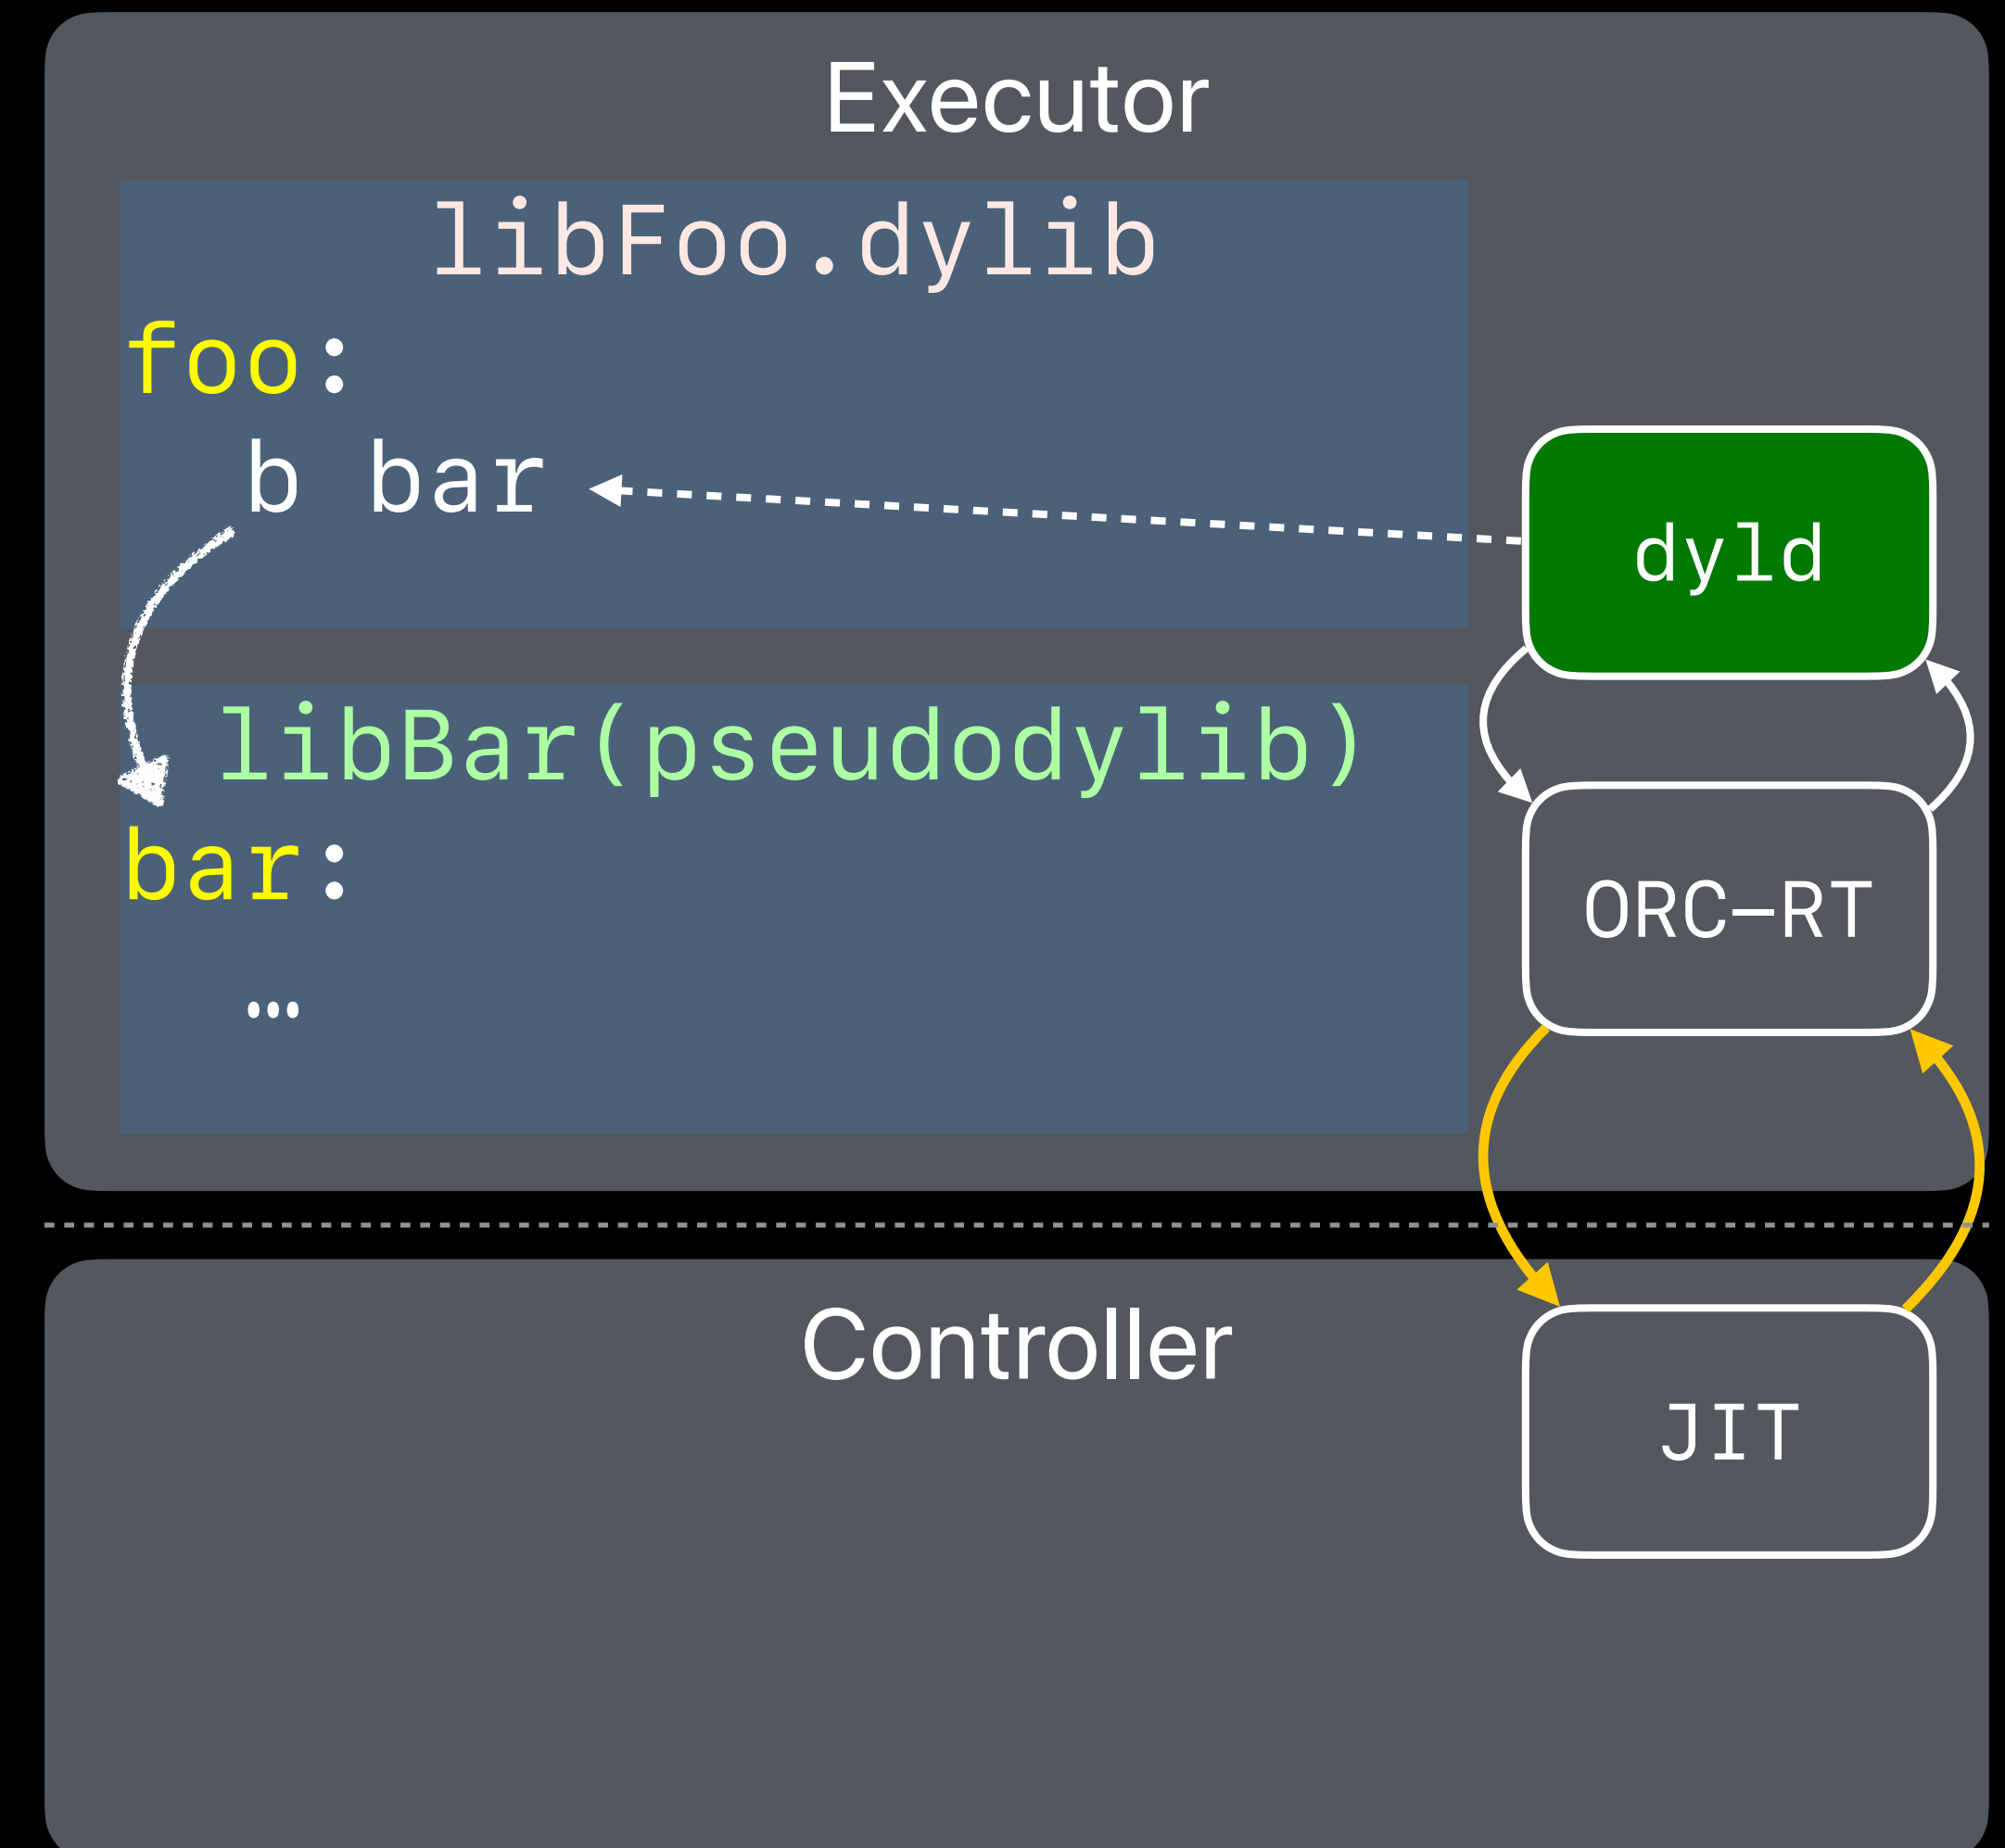 Executor
libFoo.dylib
foo:
b bar
dyld
libBar(pseudodylib)
bar:
ORC-RT
…
Controller
JIT